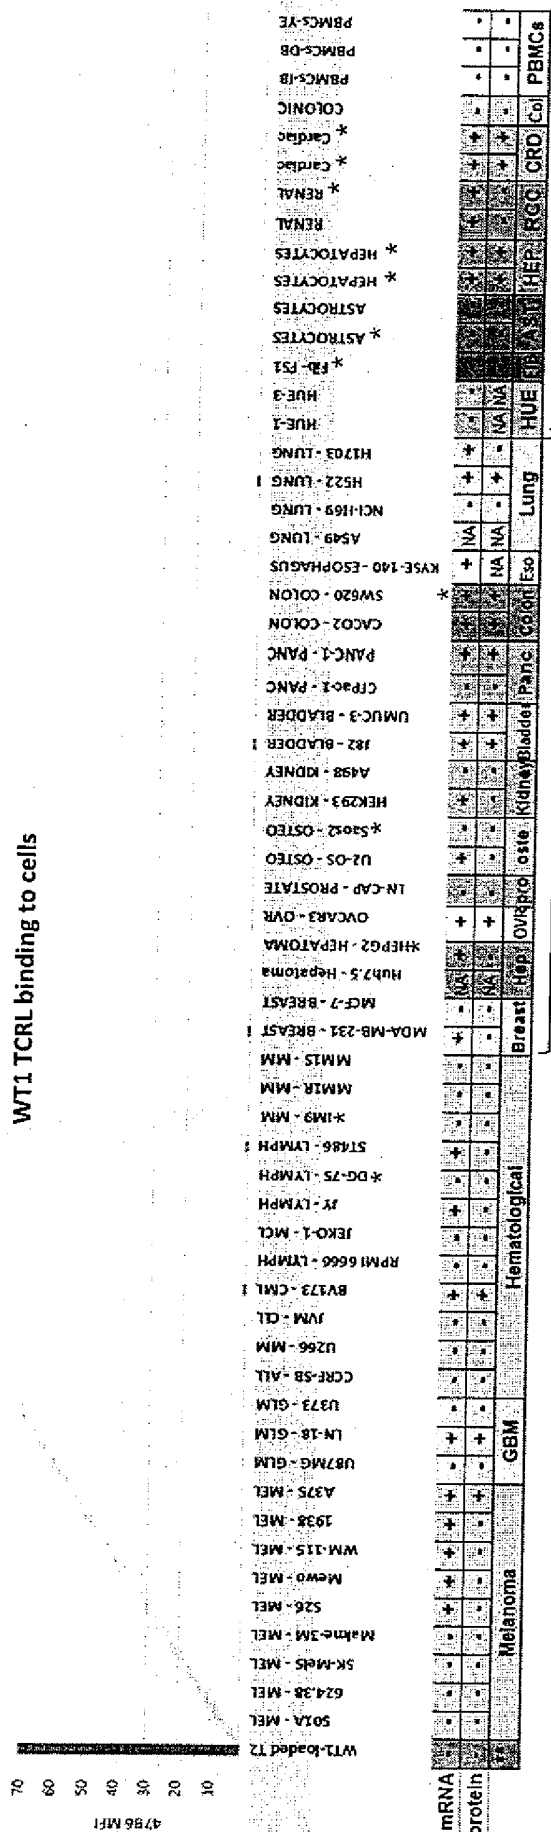 WT1 TCRL binding to cells
4786 MFI
70
60
50
40
30
20
10
WT1-loaded T2
501A - MEL
624.38 - MEL
SK-Mel5 - MEL
Malme-3M - MEL
526 - MEL
Mewo - MEL
WM-115 - MEL
1938 - MEL
A375 - MEL
U87MG - GLM
LN-18 - GLM
U373 - GLM
CCRF-SB - ALL
U266 - MM
JVM - CLL
BV173 - CML
RPMI 6666 - LYMPH
JEKO-1 - MCL
JY - LYMPH
*DG-75 - LYMPH
ST486 - LYMPH
*IM9 - MM
MM1R - MM
MM1S - MM
MDA-MB-231 - BREAST
MCF-7 - BREAST
Huh7.5 - Hepatoma
*HEPG2 - HEPATOMA
OVCAR3 - OVR
LN-CAP - PROSTATE
U2-OS - OSTEO
*Saos2 - OSTEO
HEK293 - KIDNEY
A498 - KIDNEY
J82 - BLADDER
UMUC-3 - BLADDER
CFPac-1 - PANC
PANC-1 - PANC
CACO2 - COLON
SW620 - COLON *
KYSE-140 - ESOPHAGUS
A549 - LUNG
NCI-H69 - LUNG
H522 - LUNG
H1703 - LUNG
HUE-1
HUE-3
* Fib-FS1
* ASTROCYTES
ASTROCYTES
HEPATOCYTES *
HEPATOCYTES *
RENAL
RENAL *
Cardiac *
Cardiac *
COLONIC
PBMCs-IB
PBMCs-DB
PBMCs-YE
mRNA - - - - - + + + + + - + - - - - + - - + - + - - - + - NA + + - + - + - + + - + + + + NA - + + - -
protein - - - - - - - - - + - + - - - - + - - - - - - - - - - NA - + - - - - - + + - + + + NA NA - + - NA NA
** Melanoma GBM Hematological Breast Hep OVR pro oste Kidney Bladder Panc Colon Eso Lung HUE FIB ASTU HEP RGC CRD Col PBMCs